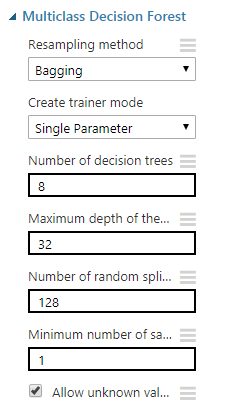 Multiclass Decision Forest
Resampling method
Bagging
Create trainer mode
Single Parameter
Number of decision trees
8
Maximum depth of the...
32
Number of random spli...
128
Minimum number of sa...
1
Allow unknown val...